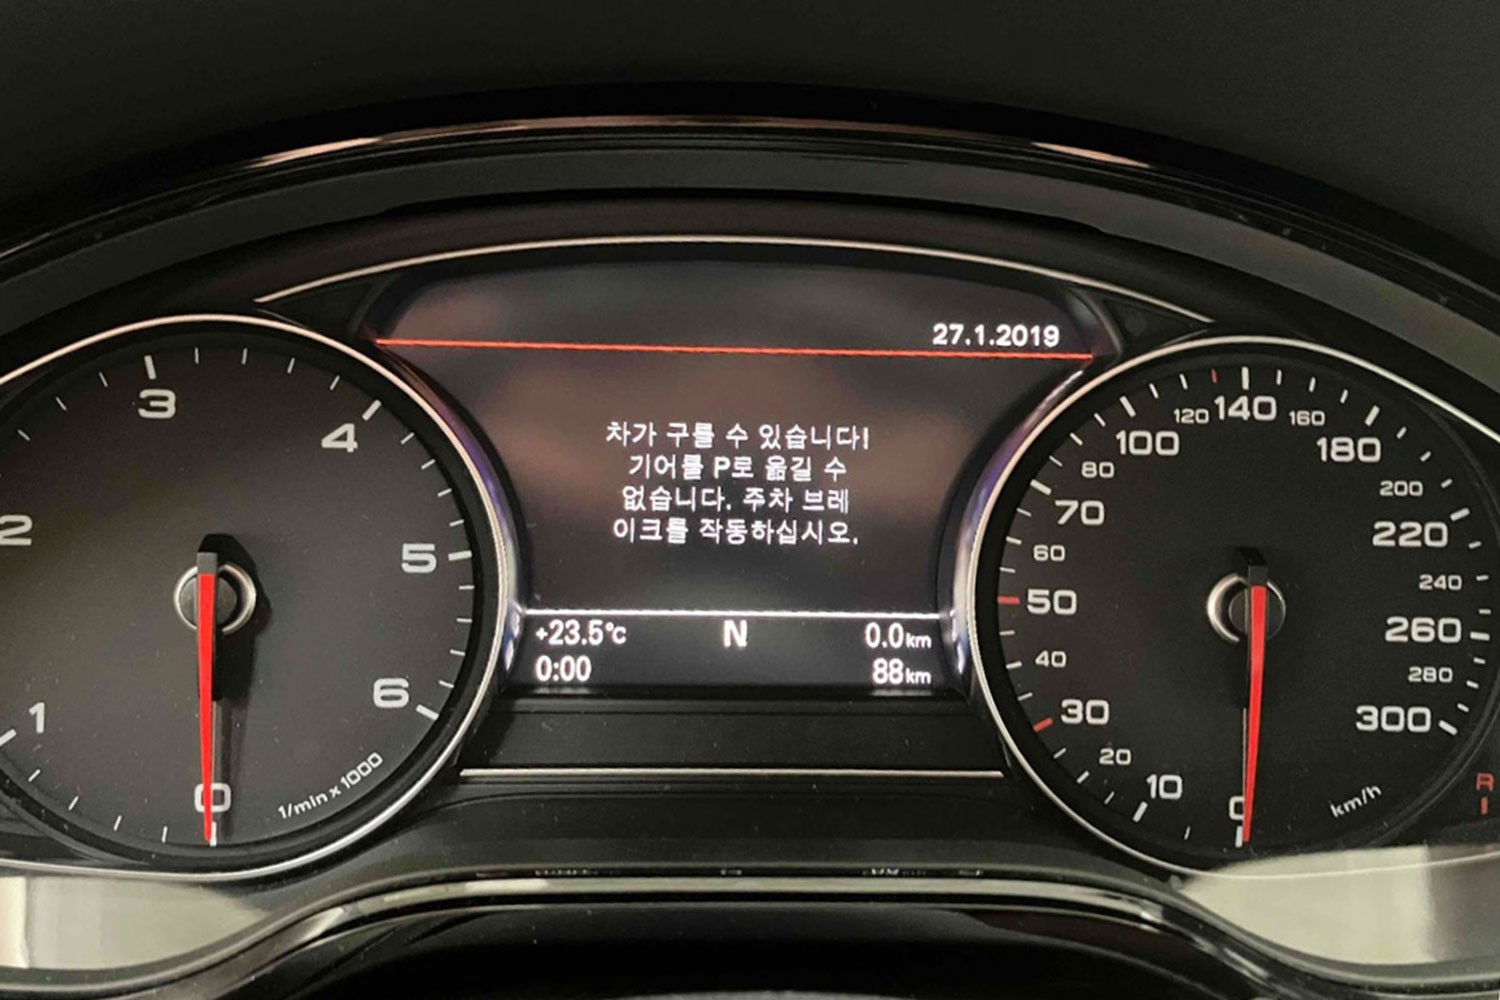 27.1.2019
차가 구를 수 있습니다!
기어를 P로 옮길 수
없습니다. 주차 브레
이크를 작동하십시오.
+23.5°C N 0.0km
0:00 88km
0 1 2 3 4 5 6
1/min x 1000
0 10 20 30 40 50 60 70 80 100 120 140 160 180 200 220 240 260 280 300
km/h
R